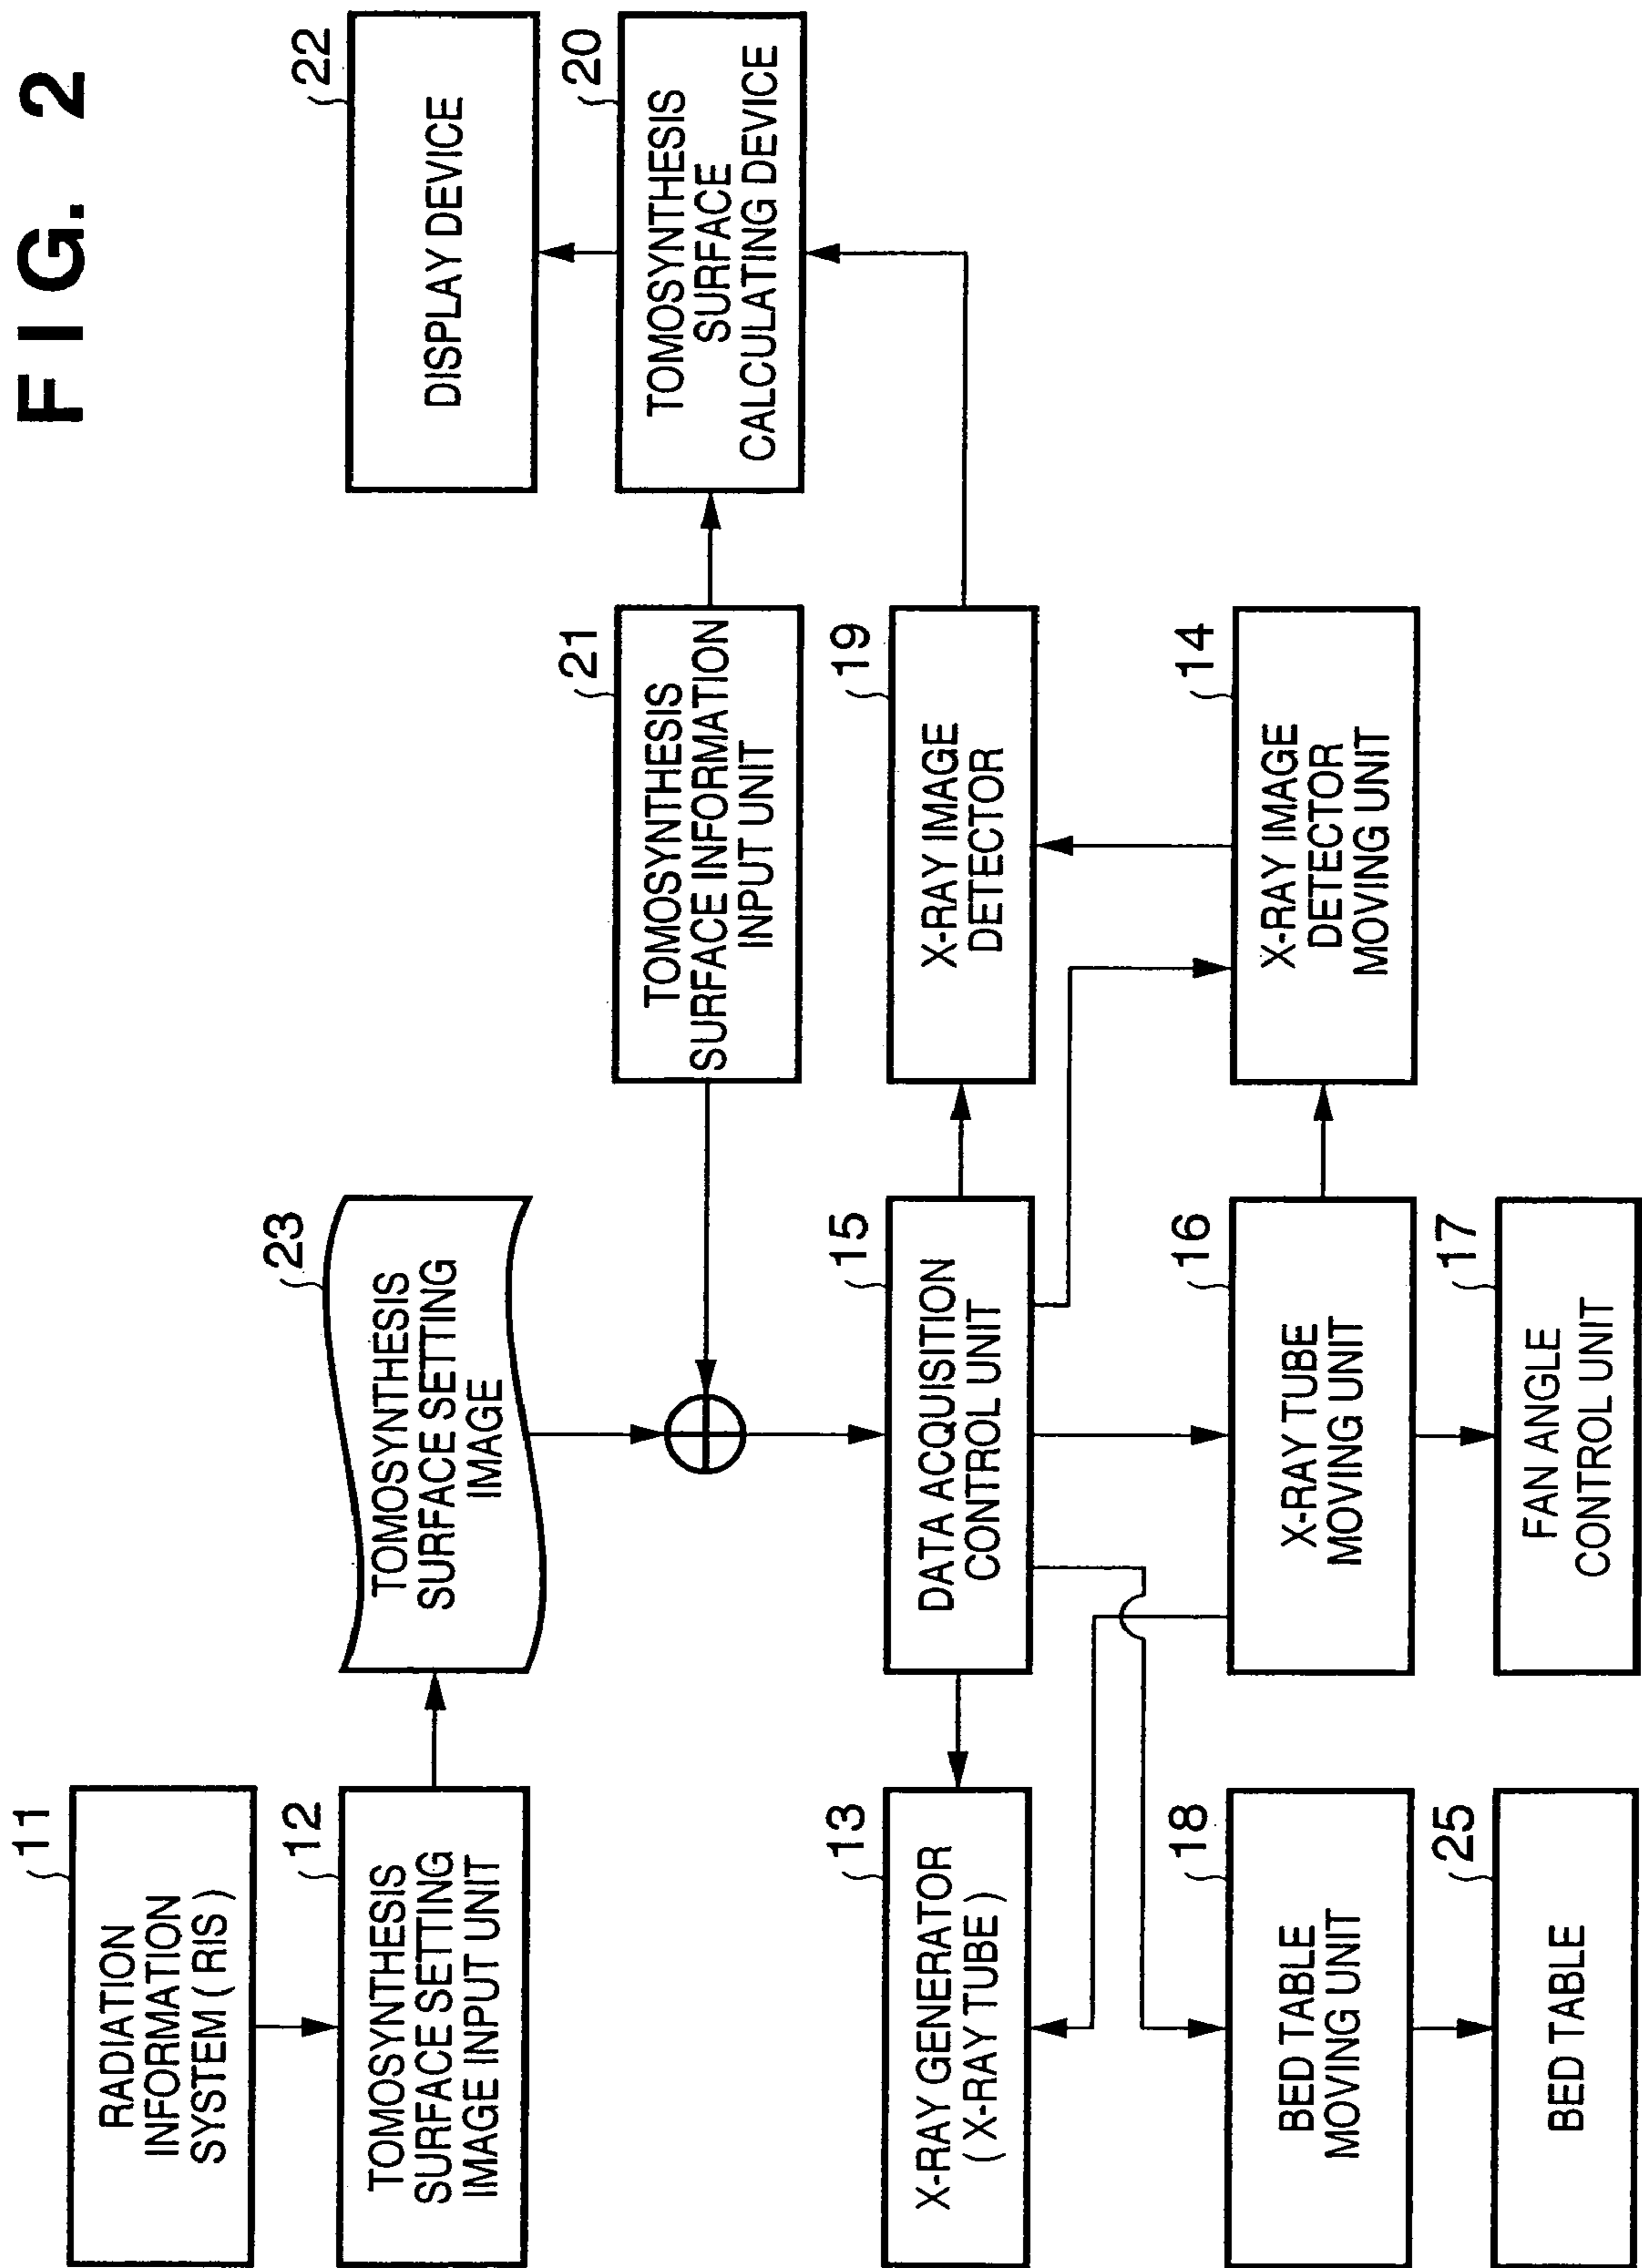 FIG. 2
11
RADIATION
INFORMATION
SYSTEM ( RIS )
12
TOMOSYNTHESIS
SURFACE SETTING
IMAGE INPUT UNIT
23
TOMOSYNTHESIS
SURFACE SETTING
IMAGE
22
DISPLAY DEVICE
21
TOMOSYNTHESIS
SURFACE INFORMATION
INPUT UNIT
20
TOMOSYNTHESIS
SURFACE
CALCULATING DEVICE
13
X-RAY GENERATOR
( X-RAY TUBE )
15
DATA ACQUISITION
CONTROL UNIT
19
X-RAY IMAGE
DETECTOR
18
BED TABLE
MOVING UNIT
16
X-RAY TUBE
MOVING UNIT
14
X-RAY IMAGE
DETECTOR
MOVING UNIT
25
BED TABLE
17
FAN ANGLE
CONTROL UNIT